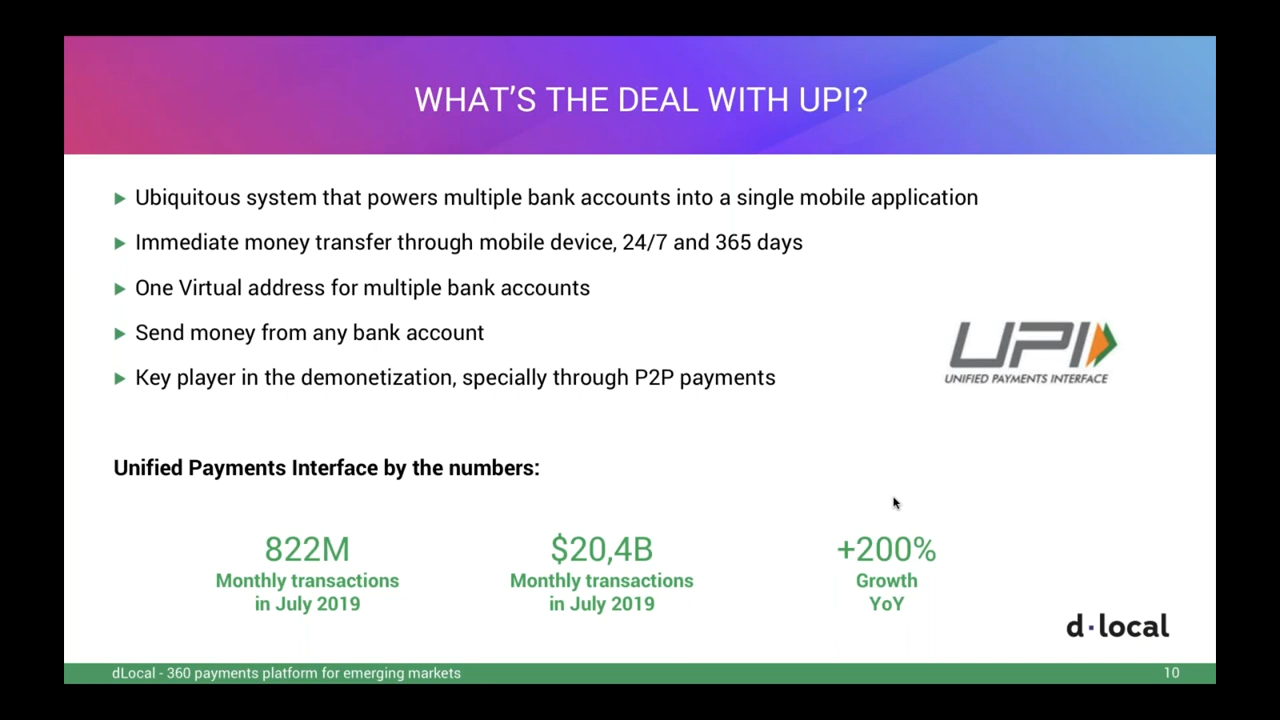 WHAT’S THE DEAL WITH UPI?
Ubiquitous system that powers multiple bank accounts into a single mobile application
Immediate money transfer through mobile device, 24/7 and 365 days
One Virtual address for multiple bank accounts
Send money from any bank account
Key player in the demonetization, specially through P2P payments
UPI
UNIFIED PAYMENTS INTERFACE
Unified Payments Interface by the numbers:
822M
Monthly transactions
in July 2019
$20,4B
Monthly transactions
in July 2019
+200%
Growth
YoY
d·local
dLocal - 360 payments platform for emerging markets
10